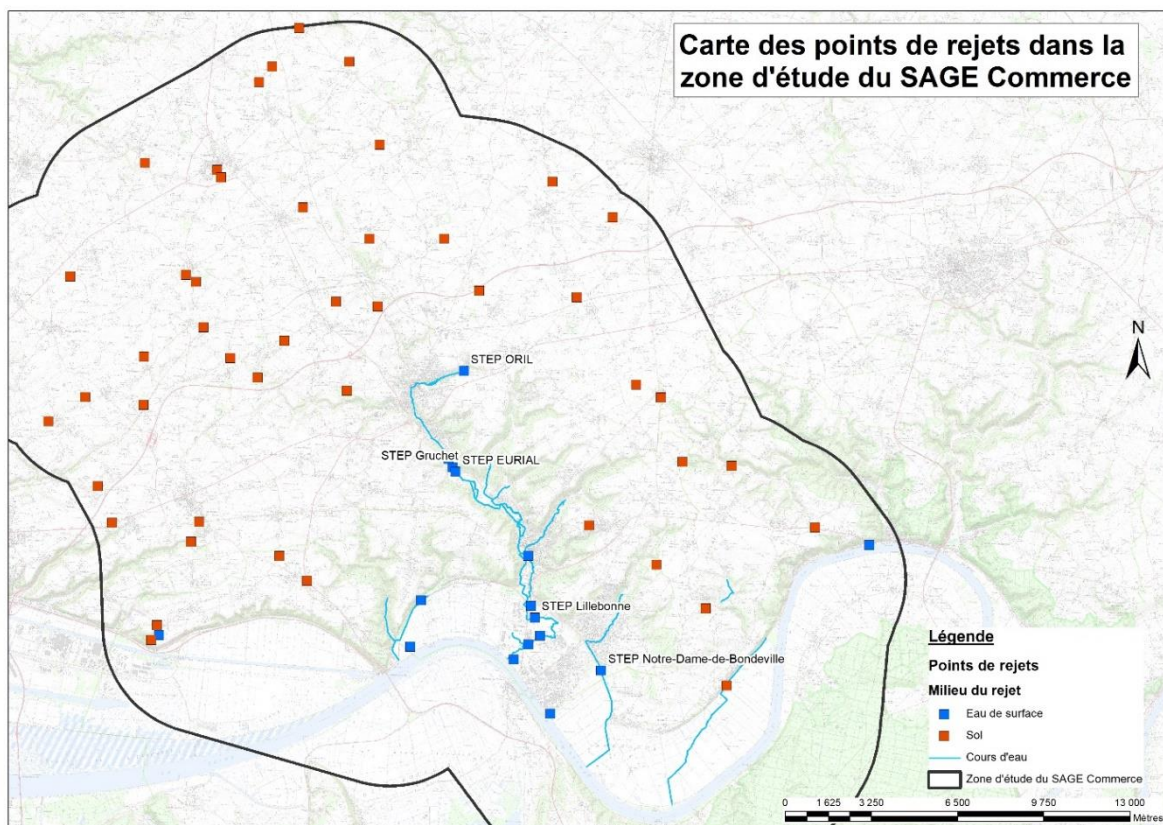 Carte des points de rejets dans la
zone d'étude du SAGE Commerce
STEP ORIL
STEP Gruchet
STEP EURIAL
STEP Lillebonne
STEP Notre-Dame-de-Bondeville
N
Légende
Points de rejets
Milieu du rejet
Eau de surface
Sol
Cours d'eau
Zone d'étude du SAGE Commerce
0 1 625 3 250 6 500 9 750 13 000
Mètres